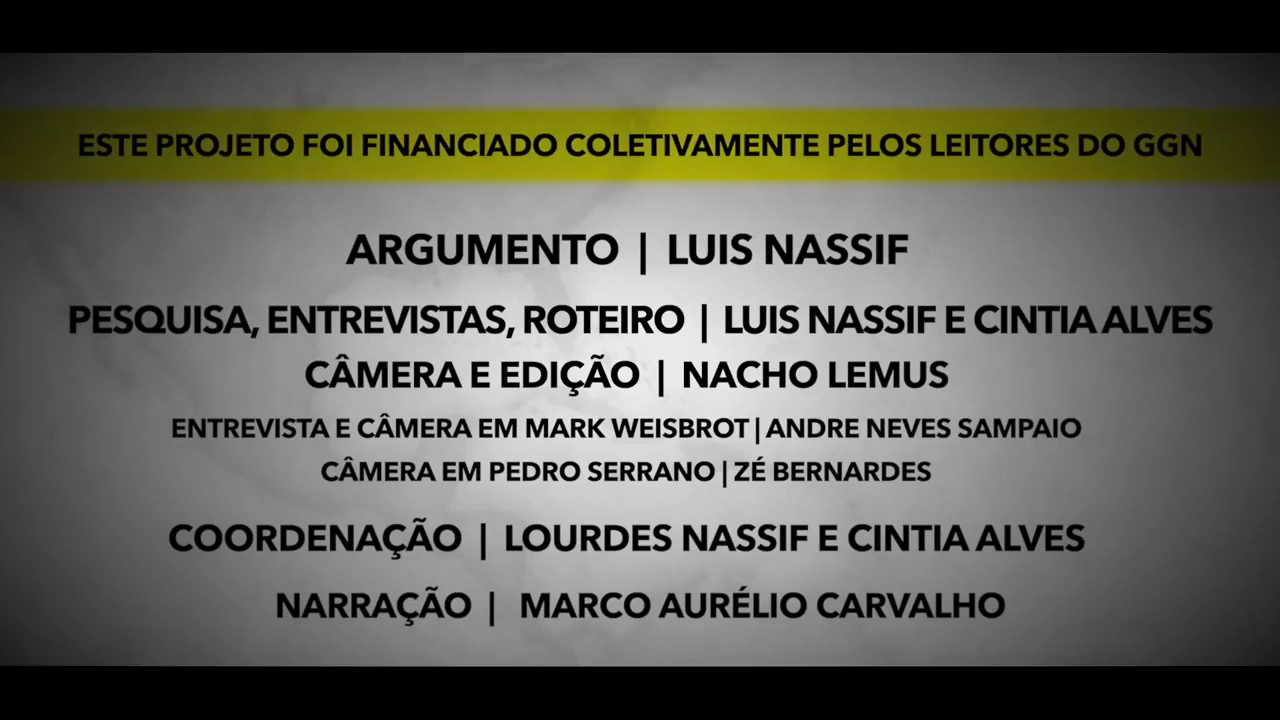 ESTE PROJETO FOI FINANCIADO COLETIVAMENTE PELOS LEITORES DO GGN
ARGUMENTO | LUIS NASSIF
PESQUISA, ENTREVISTAS, ROTEIRO | LUIS NASSIF E CINTIA ALVES
CÂMERA E EDIÇÃO | NACHO LEMUS
ENTREVISTA E CÂMERA EM MARK WEISBROT | ANDRE NEVES SAMPAIO
CÂMERA EM PEDRO SERRANO | ZÉ BERNARDES
COORDENAÇÃO | LOURDES NASSIF E CINTIA ALVES
NARRAÇÃO | MARCO AURÉLIO CARVALHO